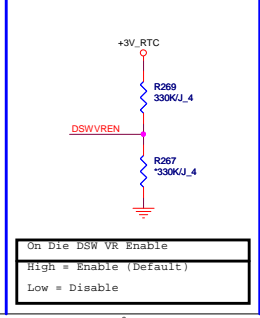 +3V_RTC
R269
330K/J_4
DSWVREN
R267
*330K/J_4
On Die DSW VR Enable
High = Enable (Default)
Low = Disable